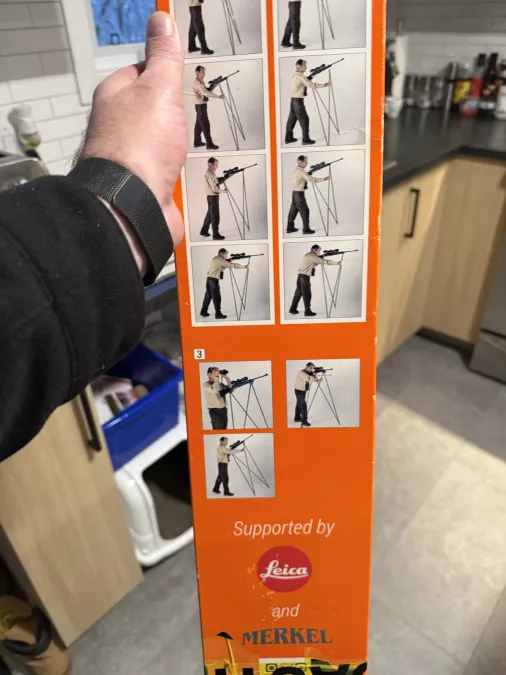 3
Supported by
Leica
and
MERKEL